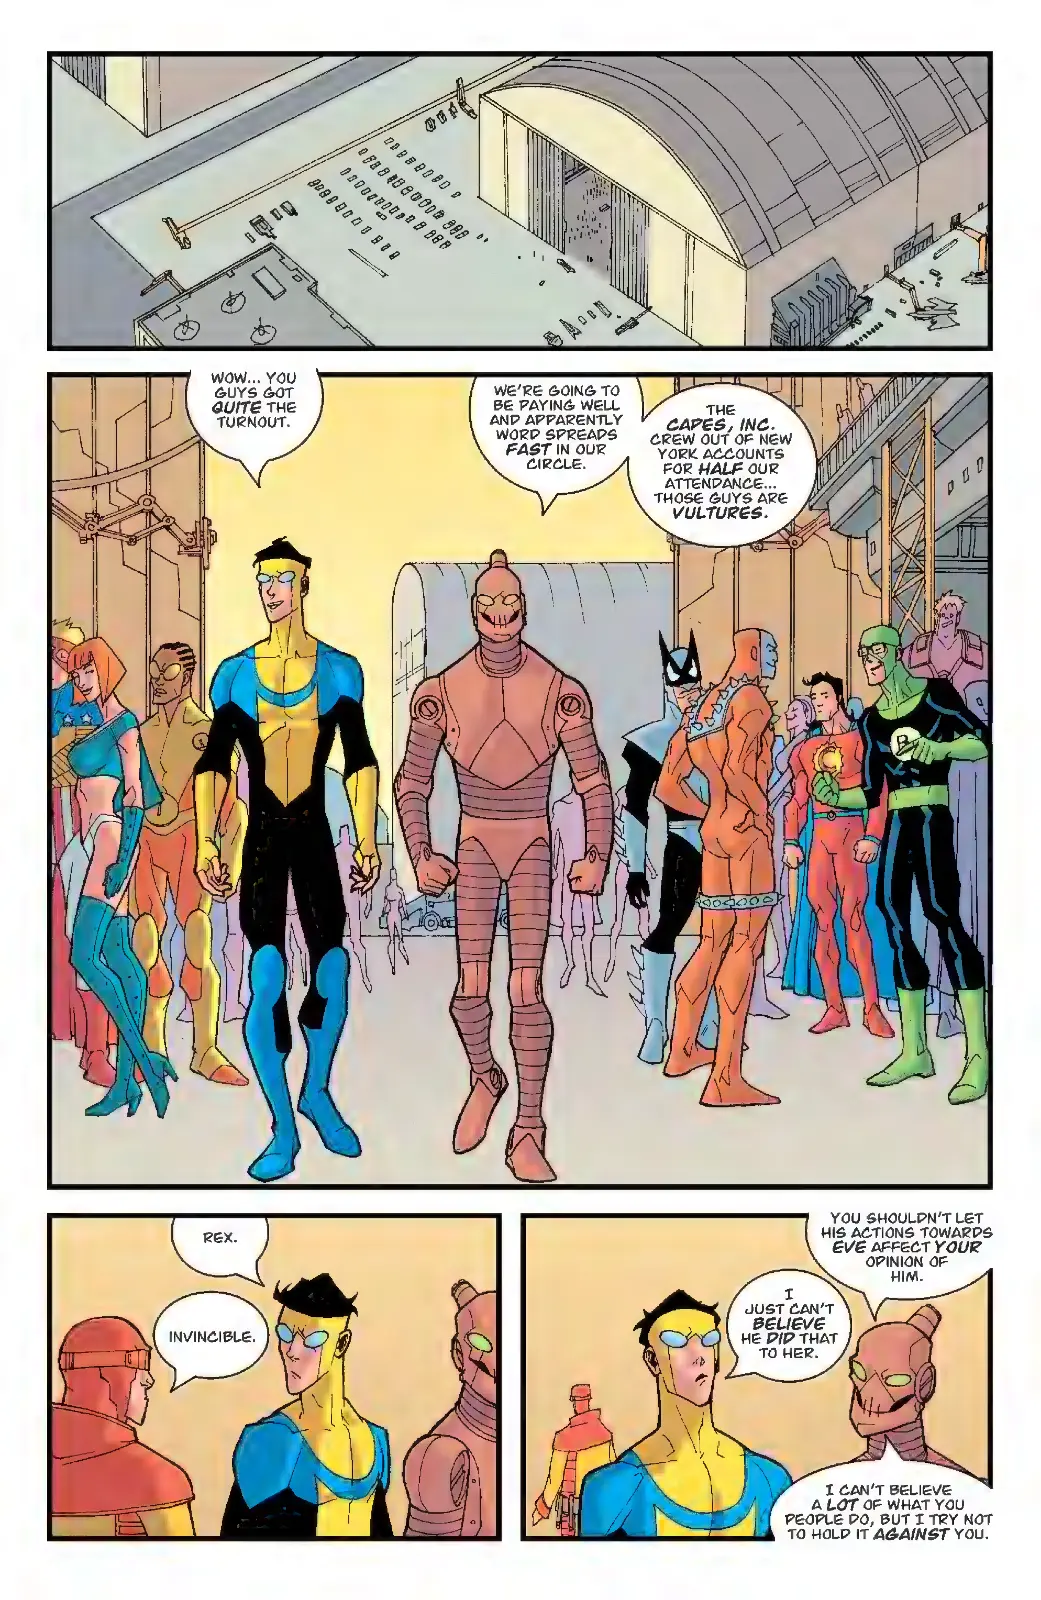 WOW... YOU
GUYS GOT
QUITE THE
TURNOUT.
WE'RE GOING TO
BE PAYING WELL
AND APPARENTLY
WORD SPREADS
FAST IN OUR
CIRCLE.
THE
CAPES, INC.
CREW OUT OF NEW
YORK ACCOUNTS
FOR HALF OUR
ATTENDANCE...
THOSE GUYS ARE
VULTURES.
B
REX.
INVINCIBLE.
YOU SHOULDN'T LET
HIS ACTIONS TOWARDS
EVE AFFECT YOUR
OPINION OF
HIM.
I
JUST CAN'T
BELIEVE
HE DID THAT
TO HER.
I CAN'T BELIEVE
A LOT OF WHAT YOU
PEOPLE DO, BUT I TRY NOT
TO HOLD IT AGAINST YOU.